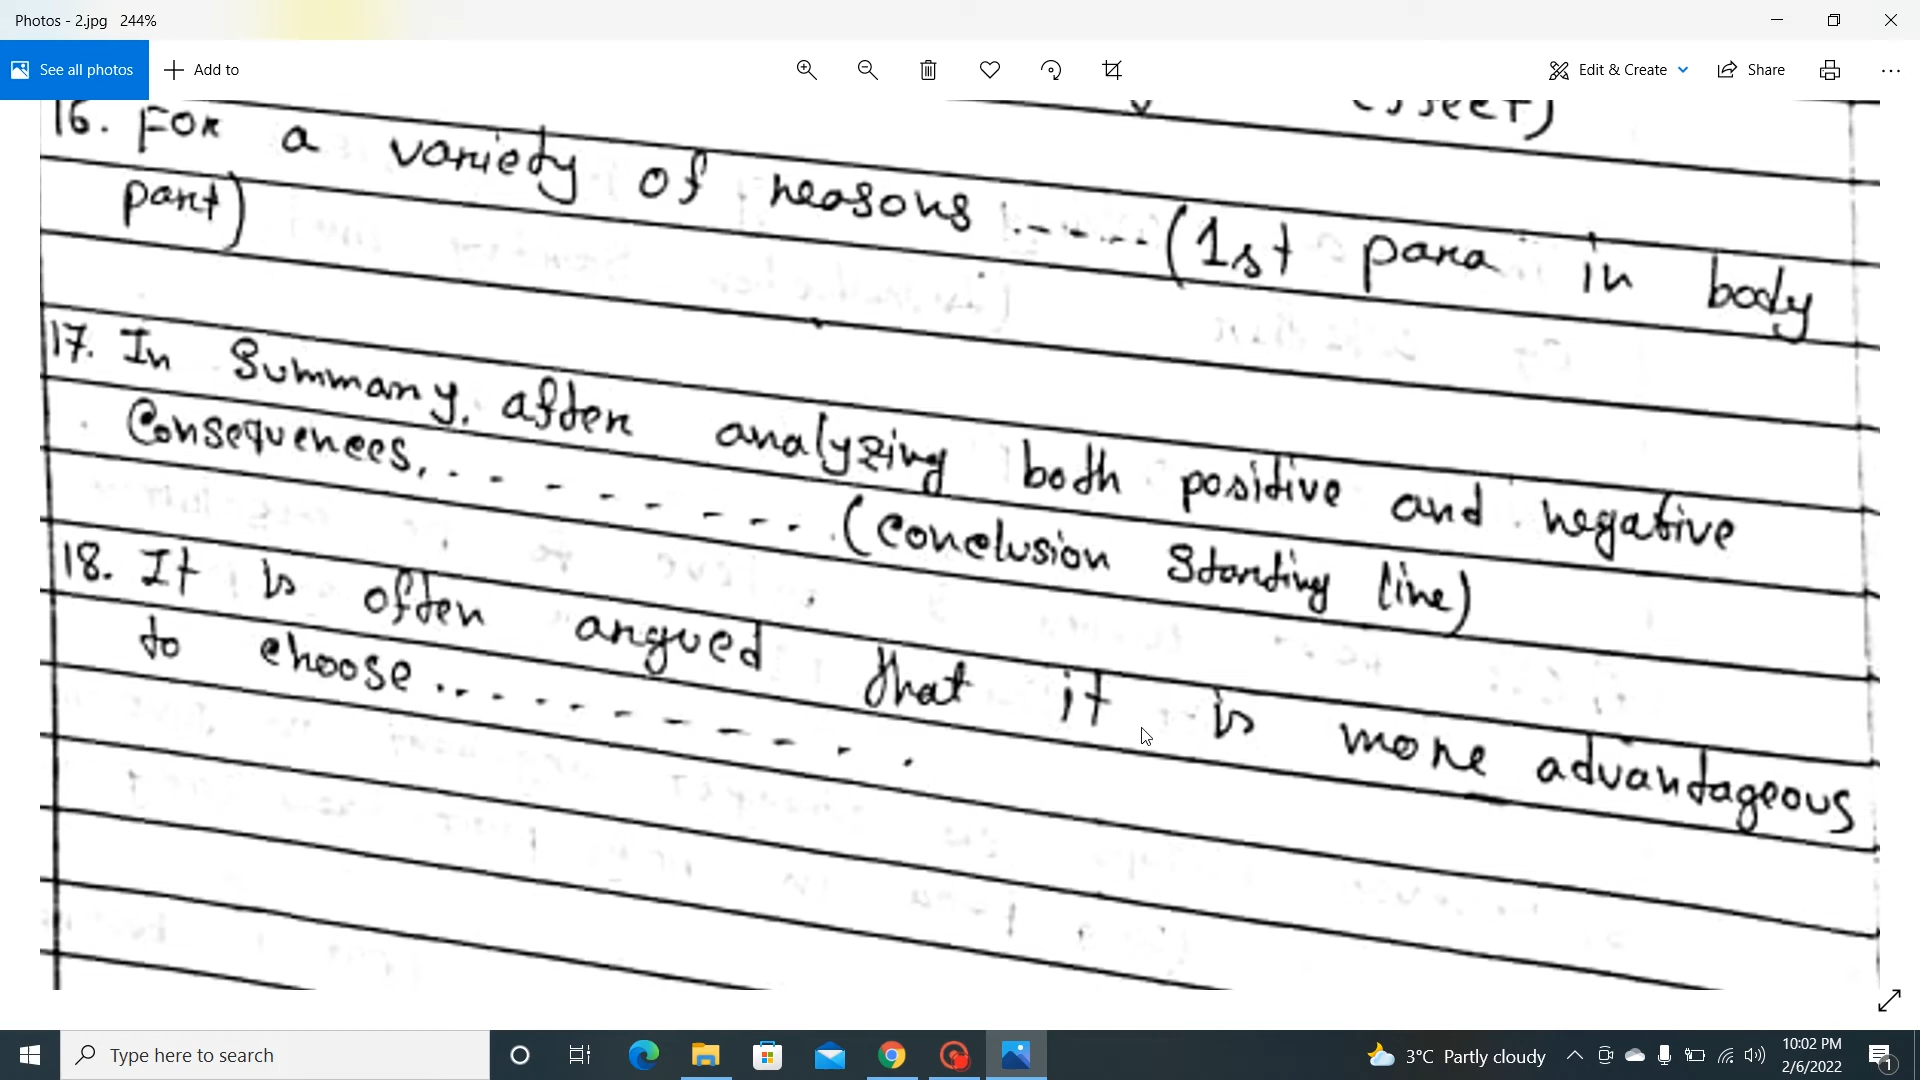 Photos - 2.jpg 244%
See all photos
Add to
Edit & Create
Share
16. For a variety of reasons ......(1st para in body
part)
17. In Summary, after analyzing both positive and negative
Consequences, . - - - - - - - - - . (conclusion Starting line)
18. It is often argued that it is more advantageous
to choose . . . - - - - - - - - - . .
Type here to search
3°C Partly cloudy
10:02 PM
2/6/2022
1